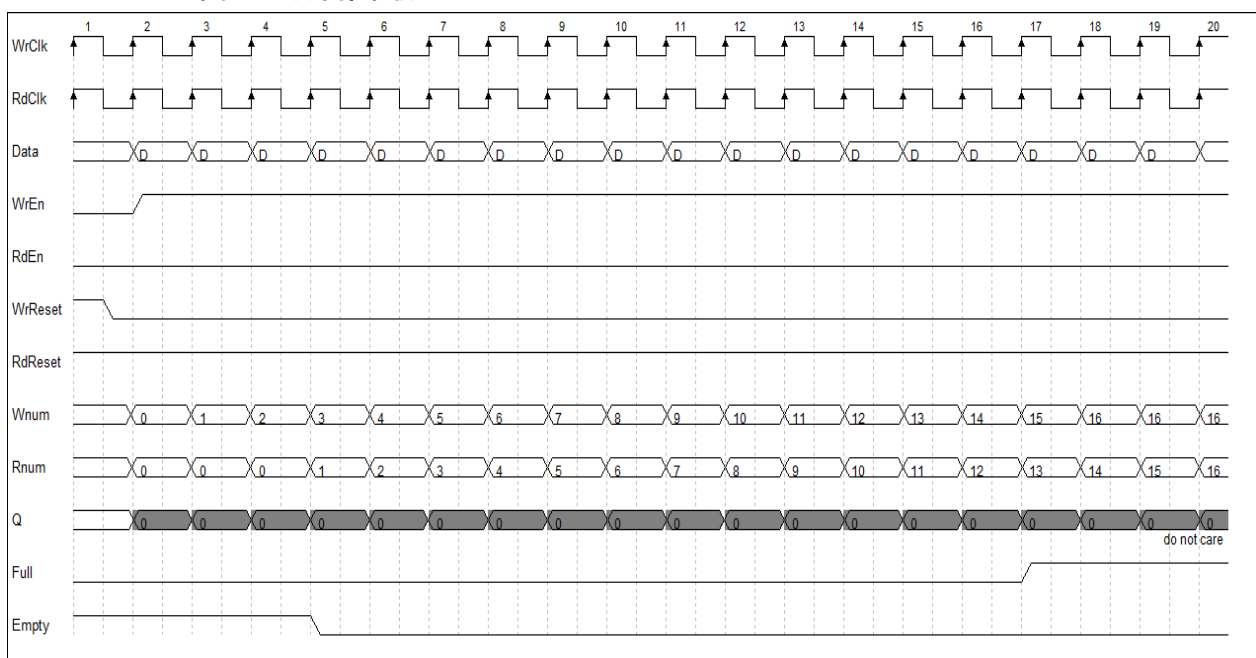 1 2 3 4 5 6 7 8 9 10 11 12 13 14 15 16 17 18 19 20
WrClk
RdClk
Data D D D D D D D D D D D D D D D D D D
WrEn
RdEn
WrReset
RdReset
Wnum 0 1 2 3 4 5 6 7 8 9 10 11 12 13 14 15 16 16 16
Rnum 0 0 0 1 2 3 4 5 6 7 8 9 10 11 12 13 14 15 16
Q 0 0 0 0 0 0 0 0 0 0 0 0 0 0 0 0 0 0 0
do not care
Full
Empty